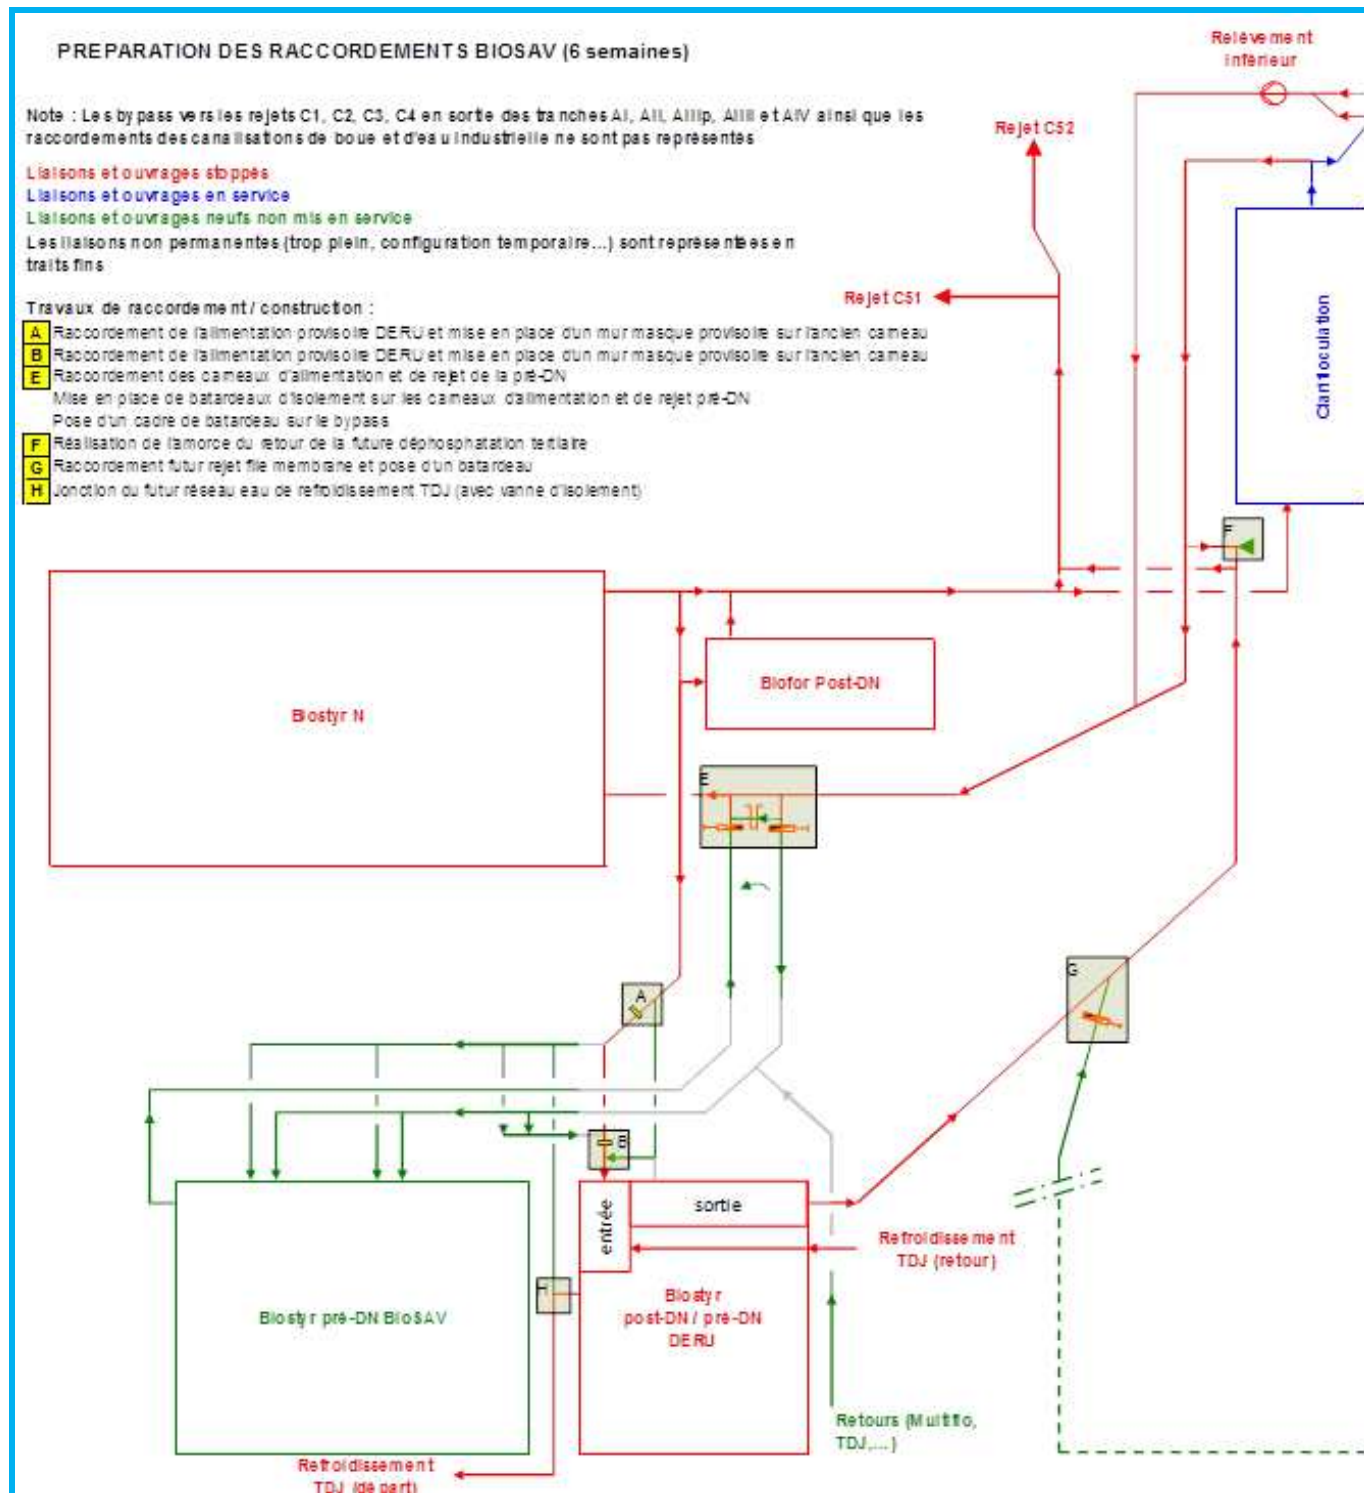 PREPARATION DES RACCORDEMENTS BIOSAV (6 semaines)
Note : Les bypass vers les rejets C1, C2, C3, C4 en sortie des tranches AI, AII, AIIIp, AIIII et AIV ainsi que les
raccordements des canalisations de boue et d'eau industrielle ne sont pas représentés
Liaisons et ouvrages stoppés
Liaisons et ouvrages en service
Liaisons et ouvrages neufs non mis en service
Les liaisons non permanentes (trop plein, configuration temporaire...) sont représentées en
traits fins
Travaux de raccordement / construction :
A Raccordement de l'alimentation provisoire DERU et mise en place d'un mur masque provisoire sur l'ancien carneau
B Raccordement de l'alimentation provisoire DERU et mise en place d'un mur masque provisoire sur l'ancien carneau
E Raccordement des carneaux d'alimentation et de rejet de la pré-DN
Mise en place de batardeaux d'isolement sur les carneaux d'alimentation et de rejet pré-DN
Pose d'un cadre de batardeau sur le bypass
F Réalisation de l'amorce du retour de la future déphosphatation tertiaire
G Raccordement futur rejet file membrane et pose d'un batardeau
H Jonction du futur réseau eau de refroidissement TDJ (avec vanne d'isolement)
Relèvement
inférieur
Rejet C52
Rejet C51
Clarifloculation
F
Biostyr N
Biofor Post-DN
E
G
A
B
entrée
sortie
Refroidissement
TDJ (retour)
H
Biostyr pré-DN BioSAV
Biostyr
post-DN / pré-DN
DERU
Retours (Multiflo,
TDJ,...)
Refroidissement
TDJ (départ)